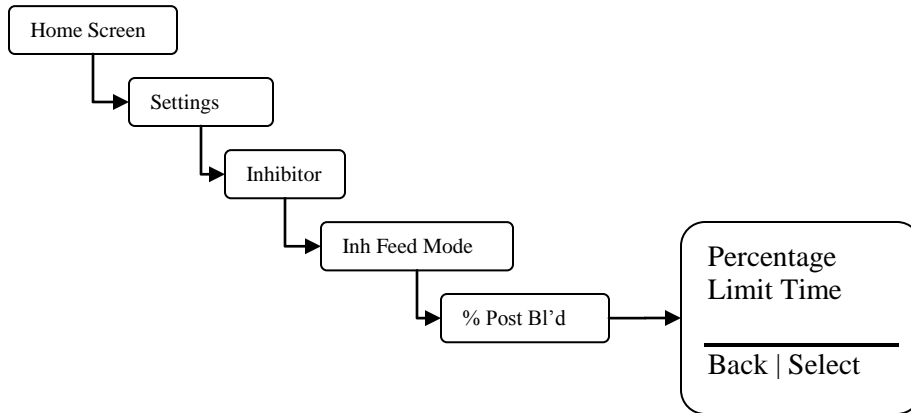 Home Screen
Settings
Inhibitor
Inh Feed Mode
% Post Bl’d
Percentage
Limit Time
Back | Select